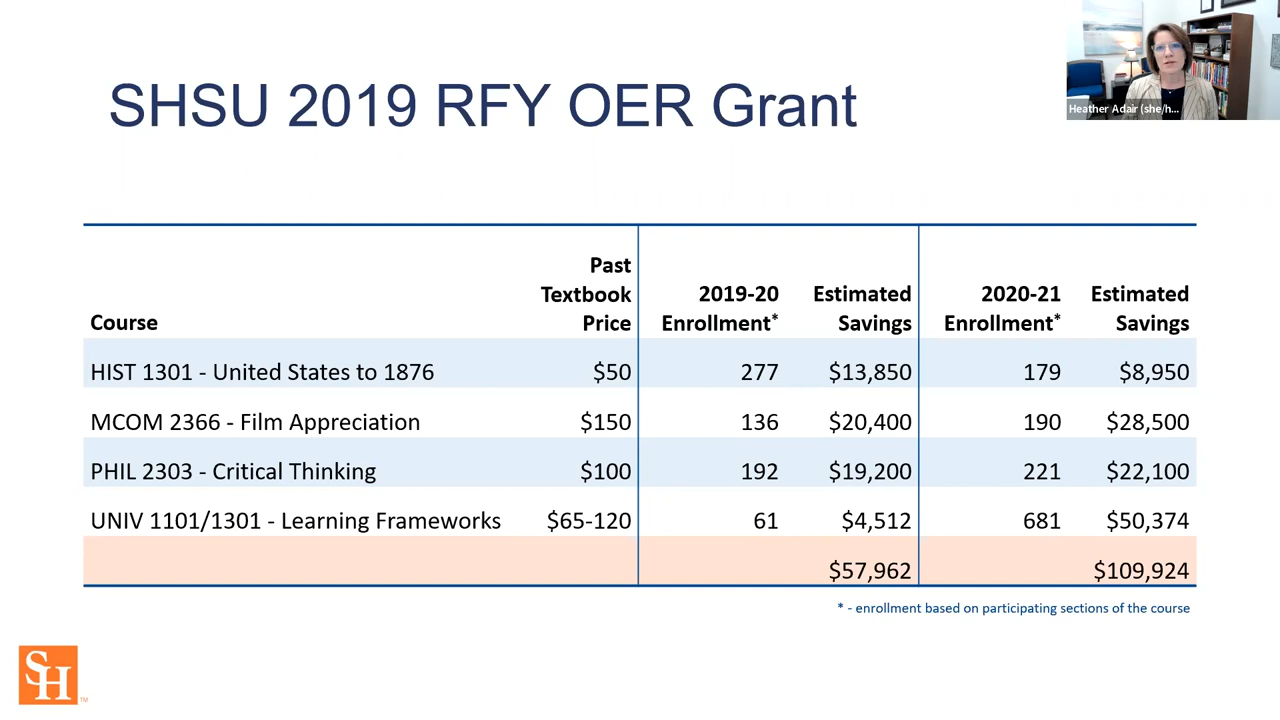 SHSU 2019 RFY OER Grant
Heather Adair (she/h...
Course Past Textbook Price 2019-20 Enrollment* Estimated Savings 2020-21 Enrollment* Estimated Savings
HIST 1301 - United States to 1876 $50 277 $13,850 179 $8,950
MCOM 2366 - Film Appreciation $150 136 $20,400 190 $28,500
PHIL 2303 - Critical Thinking $100 192 $19,200 221 $22,100
UNIV 1101/1301 - Learning Frameworks $65-120 61 $4,512 681 $50,374
$57,962 $109,924
* - enrollment based on participating sections of the course
SH TM